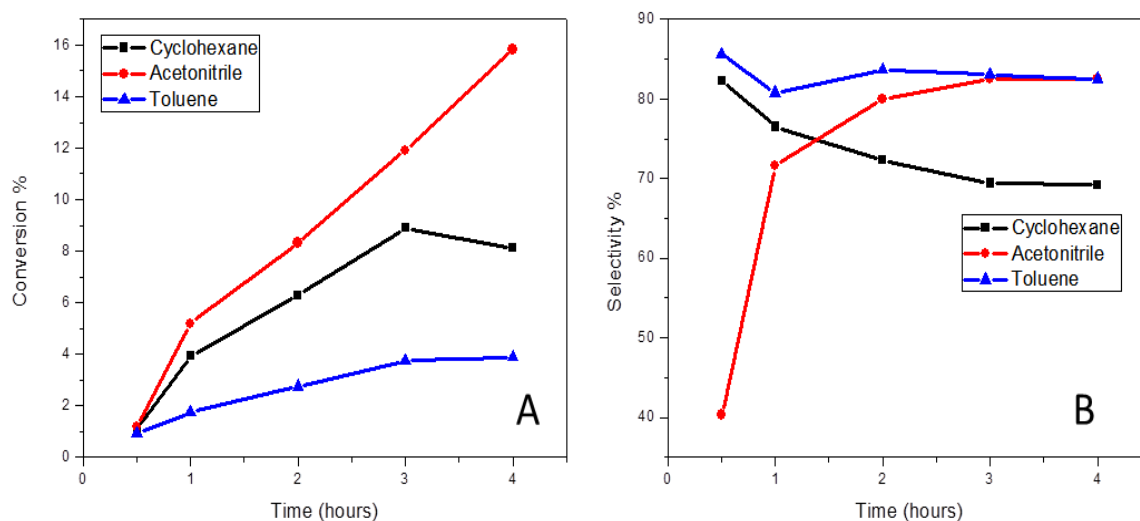 Cyclohexane
Acetonitrile
Toluene
16
14
12
10
8
6
4
2
0
Conversion %
0 1 2 3 4
Time (hours)
A
90
80
70
60
50
40
Selectivity %
Cyclohexane
Acetonitrile
Toluene
0 1 2 3 4
Time (hours)
B